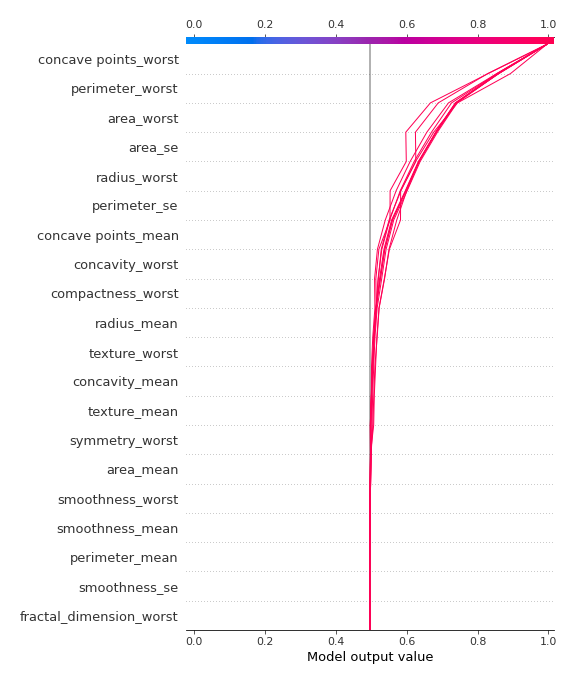 0.0 0.2 0.4 0.6 0.8 1.0
concave points_worst
perimeter_worst
area_worst
area_se
radius_worst
perimeter_se
concave points_mean
concavity_worst
compactness_worst
radius_mean
texture_worst
concavity_mean
texture_mean
symmetry_worst
area_mean
smoothness_worst
smoothness_mean
perimeter_mean
smoothness_se
fractal_dimension_worst
0.0 0.2 0.4 0.6 0.8 1.0
Model output value